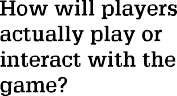 How will players
actually play or
interact with the
game?